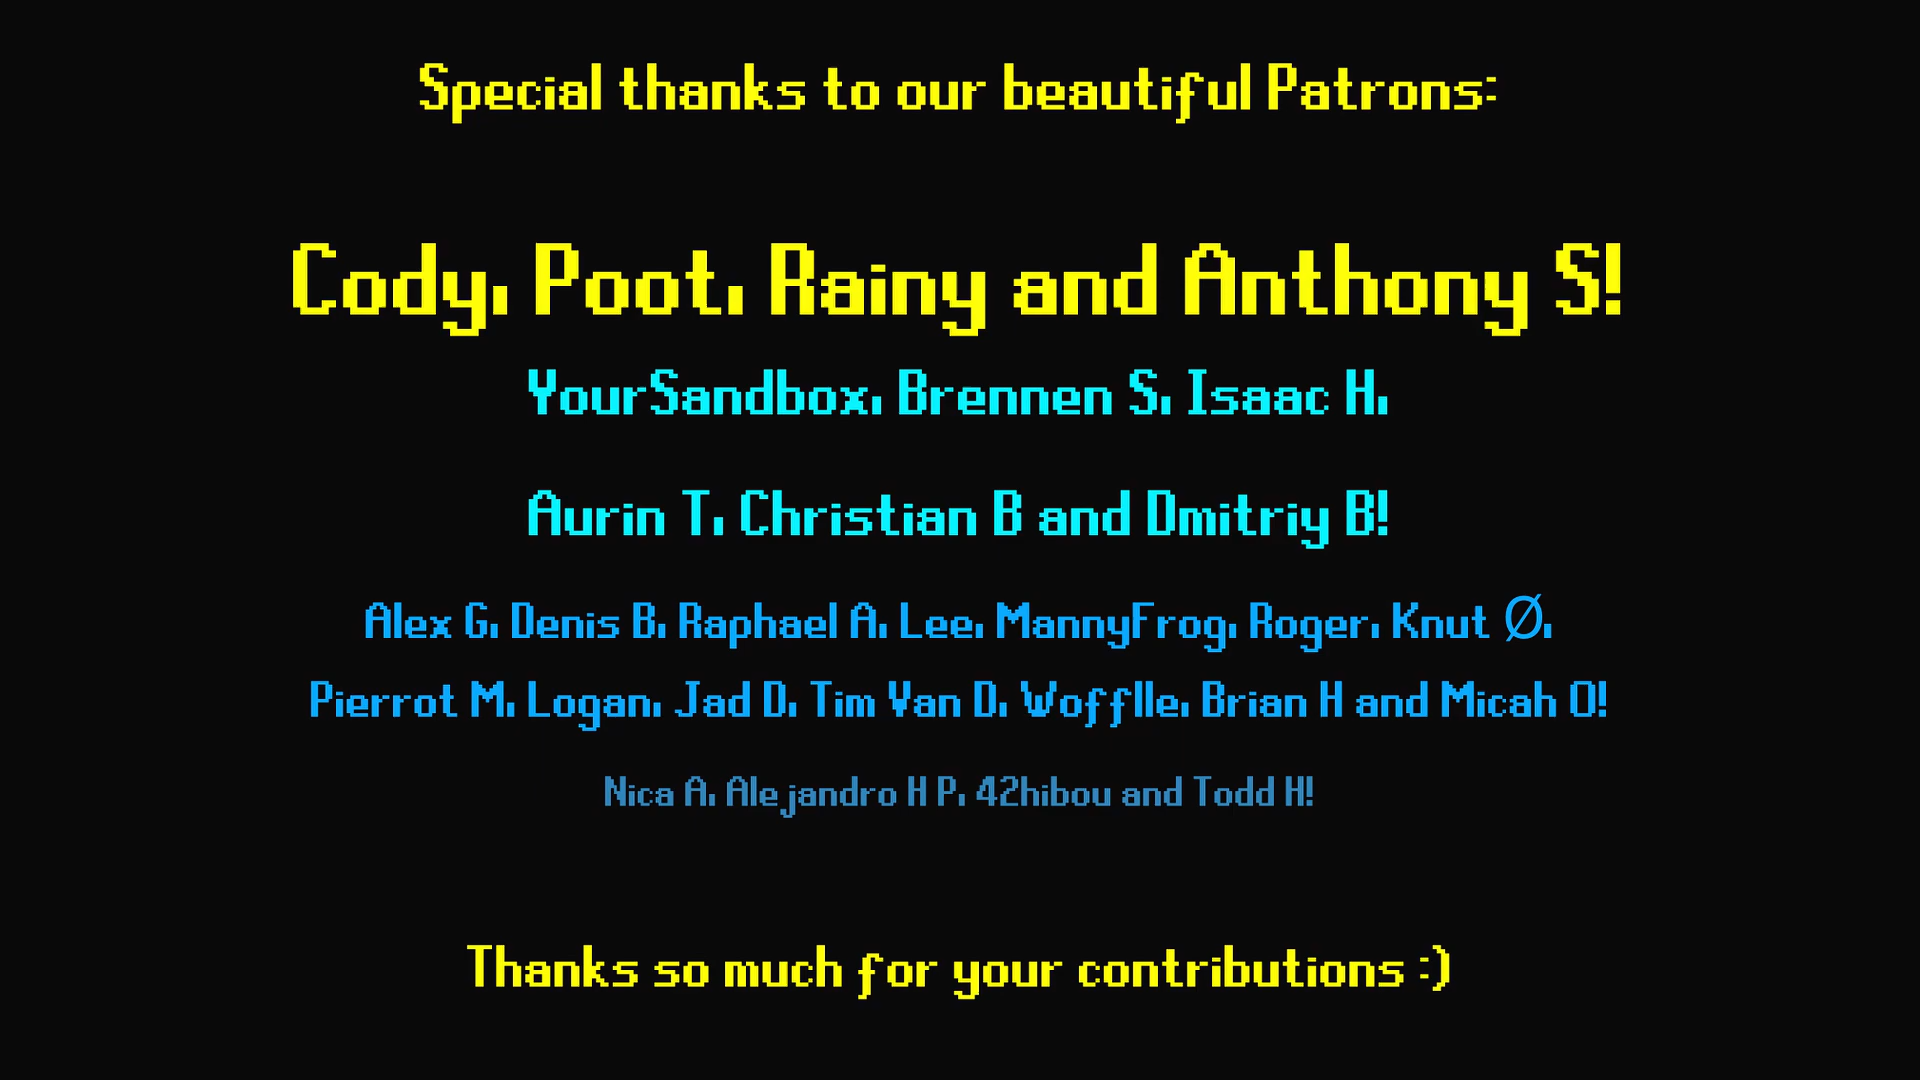 Special thanks to our beautiful Patrons:
Cody, Poot, Rainy and Anthony S!
YourSandbox, Brennen S, Isaac H,
Aurin T, Christian B and Dmitriy B!
Alex G, Denis B, Raphael A, Lee, MannyFrog, Roger, Knut Ø,
Pierrot M, Logan, Jad D, Tim Van D, Wofflle, Brian H and Micah O!
Nica A, Alejandro H P, 42hibou and Todd H!
Thanks so much for your contributions :)